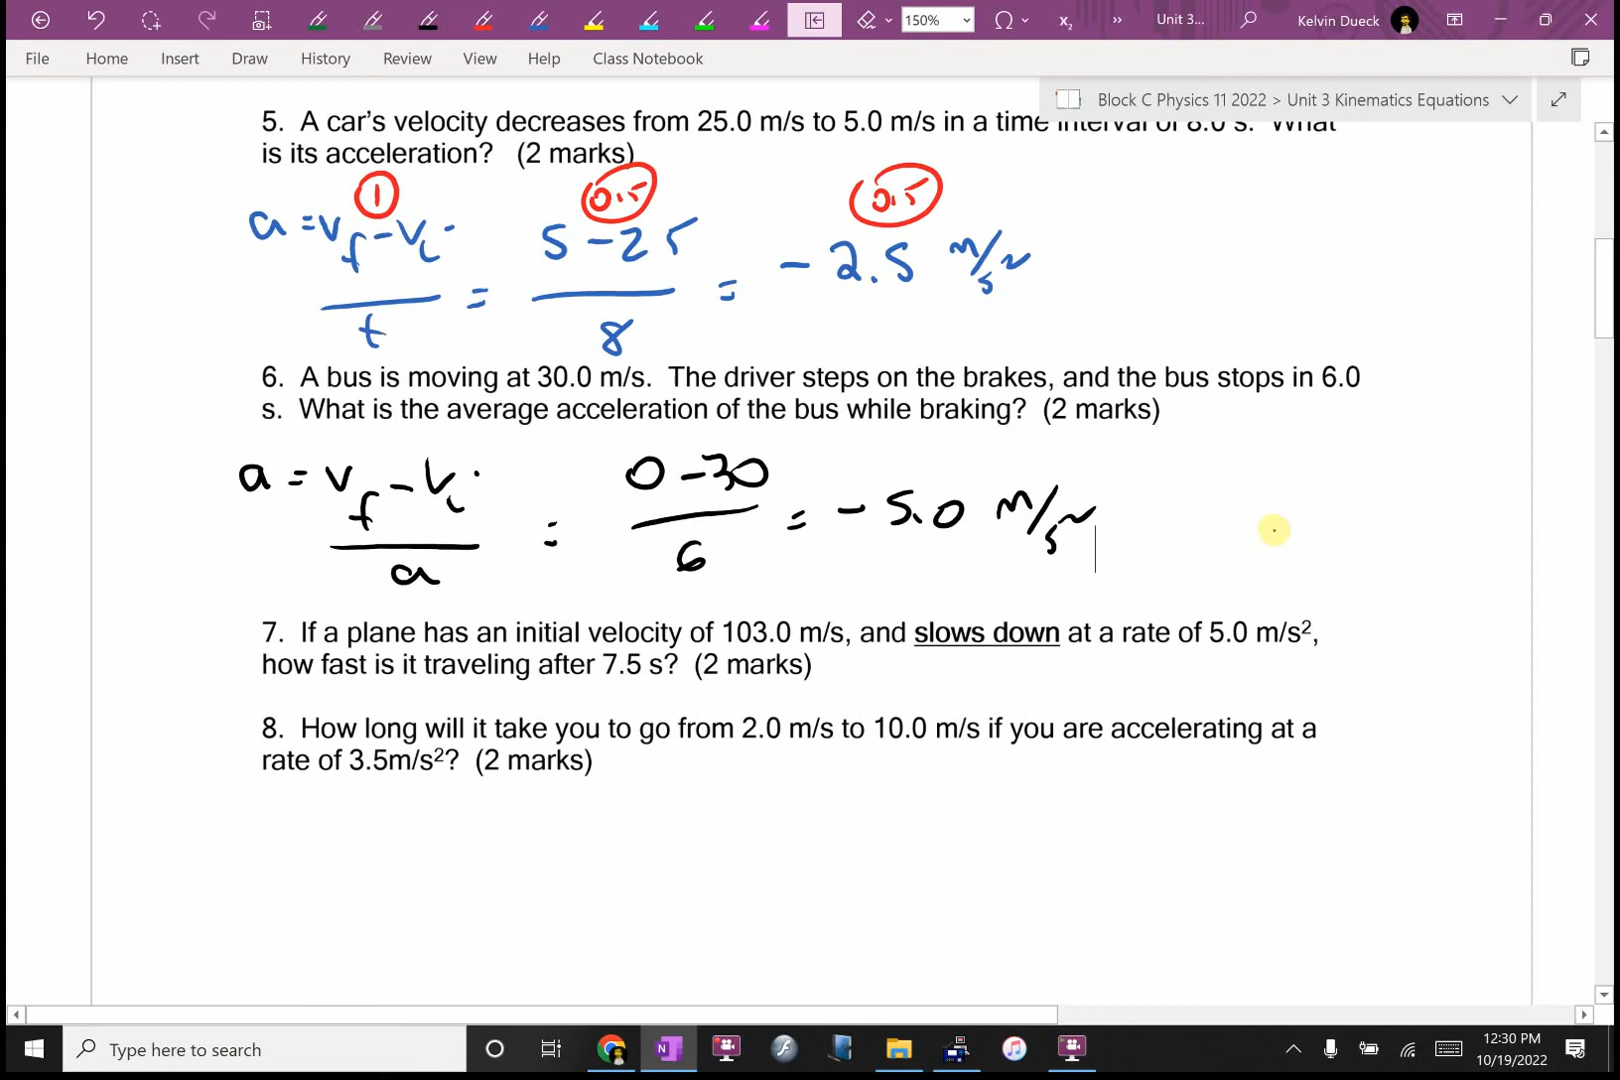 150%
Ω
x₂
Unit 3...
Kelvin Dueck
File Home Insert Draw History Review View Help Class Notebook
Block C Physics 11 2022 > Unit 3 Kinematics Equations
5. A car's velocity decreases from 25.0 m/s to 5.0 m/s in a time interval of 8.0 s. What
is its acceleration? (2 marks)
1 0.5 0.5
a = vf - vi / t = 5 - 25 / 8 = - 2.5 m/s²
6. A bus is moving at 30.0 m/s. The driver steps on the brakes, and the bus stops in 6.0
s. What is the average acceleration of the bus while braking? (2 marks)
a = vf - vi / a = 0 - 30 / 6 = - 5.0 m/s²
7. If a plane has an initial velocity of 103.0 m/s, and slows down at a rate of 5.0 m/s²,
how fast is it traveling after 7.5 s? (2 marks)
8. How long will it take you to go from 2.0 m/s to 10.0 m/s if you are accelerating at a
rate of 3.5m/s²? (2 marks)
Type here to search
12:30 PM
10/19/2022